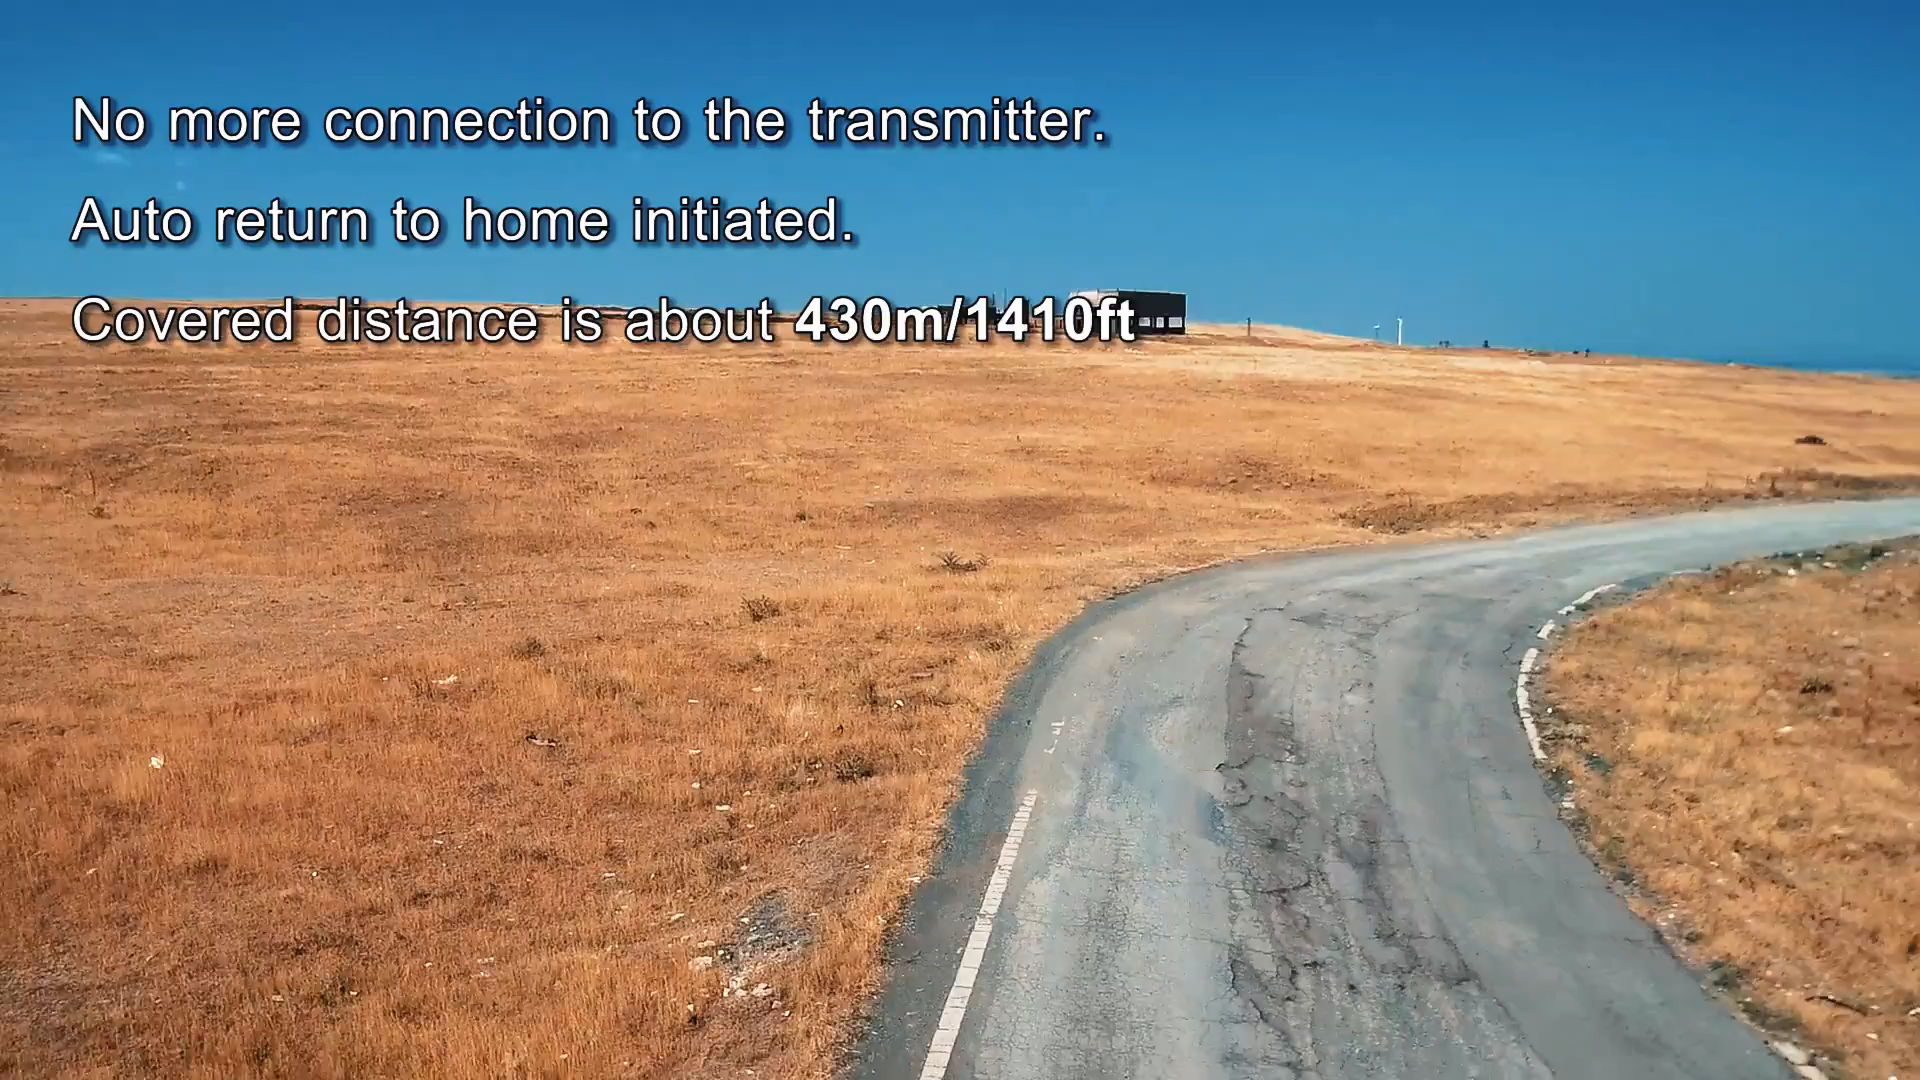 No more connection to the transmitter.
Auto return to home initiated.
Covered distance is about 430m/1410ft